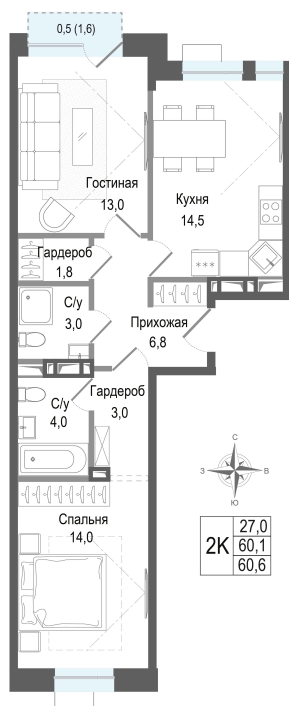 0,5 (1,6)
Гостиная
13,0
Кухня
14,5
Гардероб
1,8
С/у
3,0
Прихожая
6,8
***
С/у
4,0
Гардероб
3,0
Спальня
14,0
С
З
В
Ю
2К
27,0
60,1
60,6